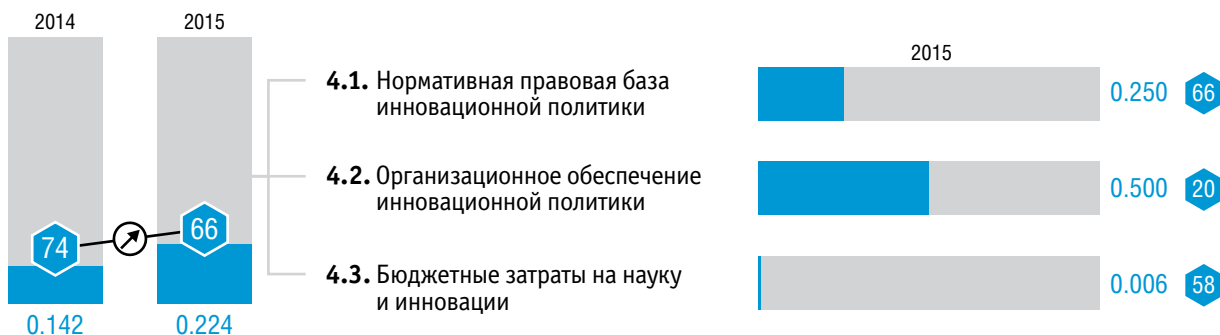 2014
2015
74
66
0.142
0.224
4.1. Нормативная правовая база
инновационной политики
4.2. Организационное обеспечение
инновационной политики
4.3. Бюджетные затраты на науку
и инновации
2015
0.250 66
0.500 20
0.006 58